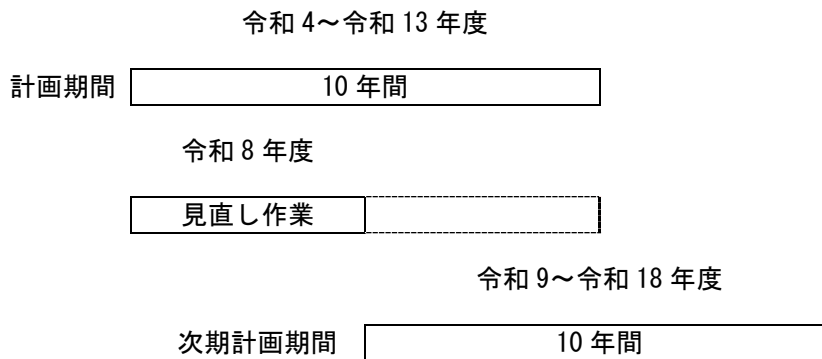 令和 4～令和 13 年度
計画期間 10 年間
令和 8 年度
見直し作業
令和 9～令和 18 年度
次期計画期間 10 年間